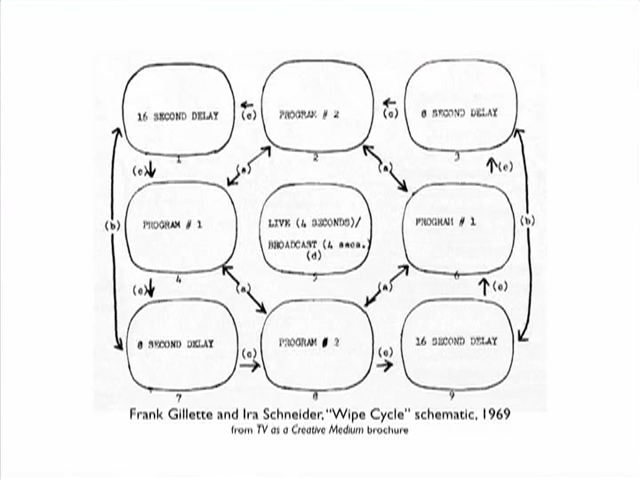 16 SECOND DELAY
(c)
PROGRAM # 2
(c)
8 SECOND DELAY
1
2
3
(c)
(a)
(a)
(c)
(b)
PROGRAM # 1
LIVE (4 SECONDS)/
BROADCAST (4 secs.)
(d)
PROGRAM # 1
(b)
4
5
6
(c)
(a)
(a)
(c)
8 SECOND DELAY
(c)
PROGRAM # 2
(c)
16 SECOND DELAY
7
8
9
Frank Gillette and Ira Schneider, "Wipe Cycle" schematic, 1969
from TV as a Creative Medium brochure